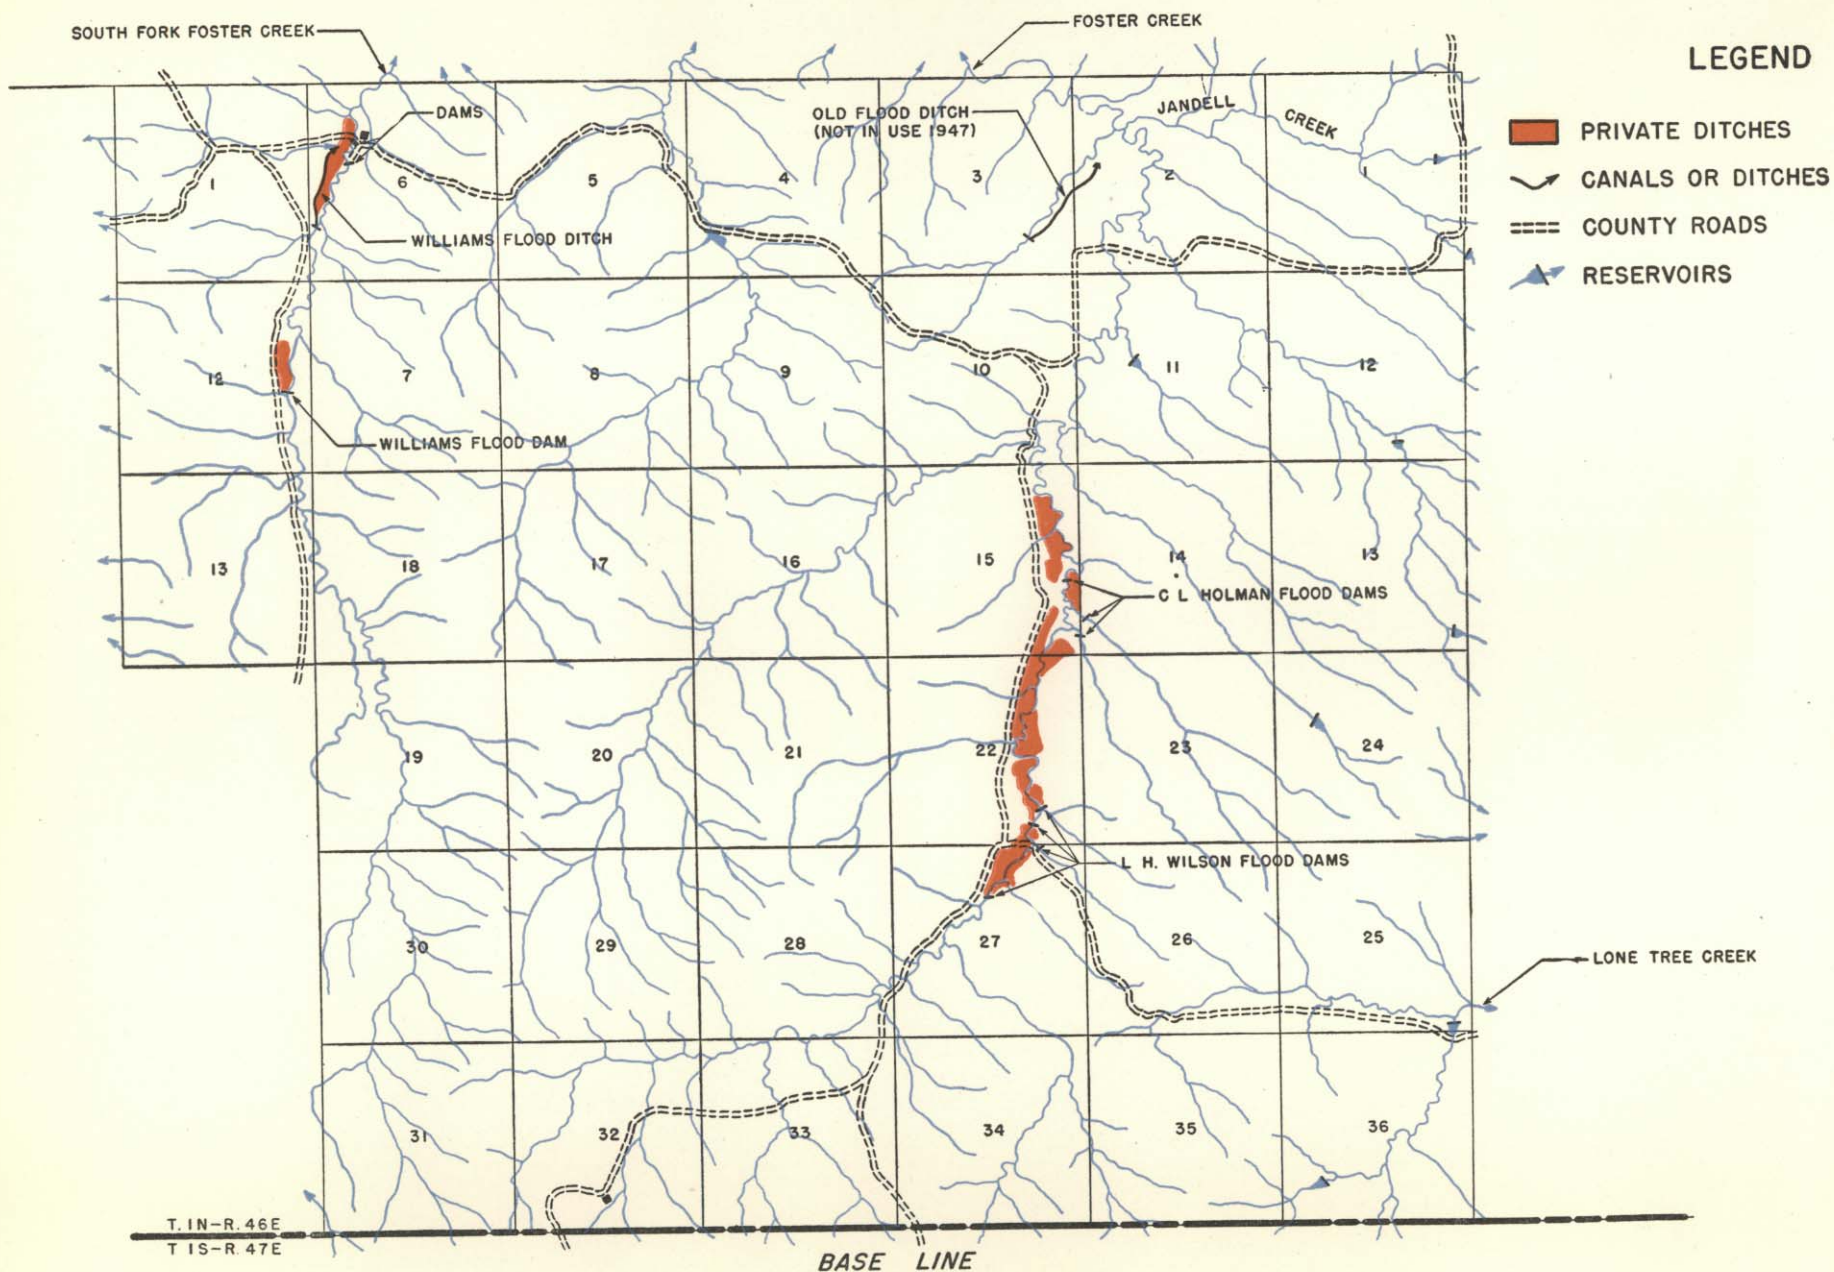 SOUTH FORK FOSTER CREEK
FOSTER CREEK
LEGEND
PRIVATE DITCHES
CANALS OR DITCHES
COUNTY ROADS
RESERVOIRS
DAMS
OLD FLOOD DITCH
(NOT IN USE 1947)
JANDELL CREEK
1
6
5
4
3
2
1
WILLIAMS FLOOD DITCH
12
7
8
9
10
11
12
WILLIAMS FLOOD DAM
13
18
17
16
15
14
13
C L HOLMAN FLOOD DAMS
19
20
21
22
23
24
L H. WILSON FLOOD DAMS
30
29
28
27
26
25
LONE TREE CREEK
31
32
33
34
35
36
T. 1N-R. 46E
T 1S-R. 47E
BASE LINE